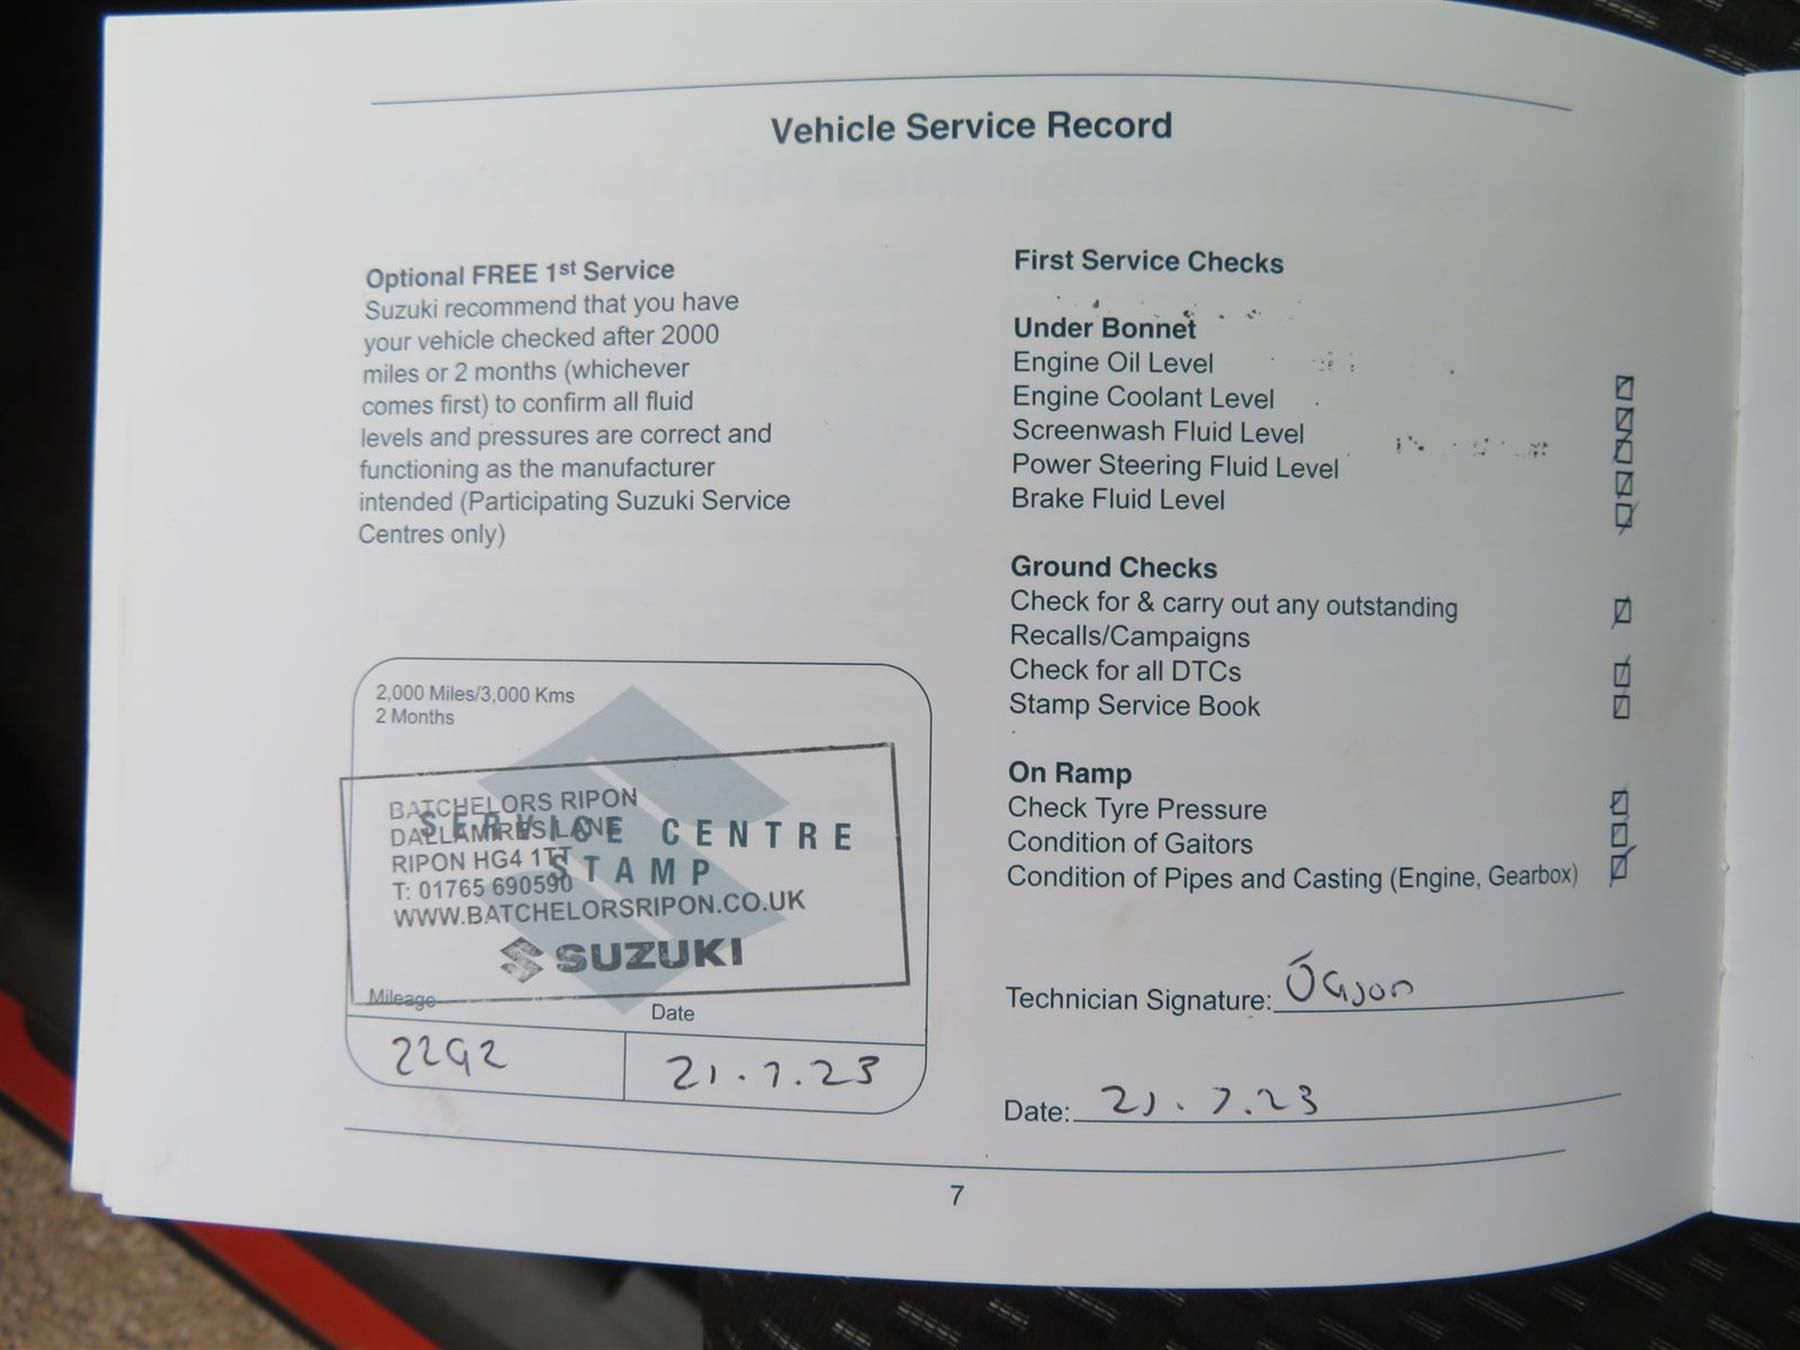 Vehicle Service Record
Optional FREE 1st Service
Suzuki recommend that you have
your vehicle checked after 2000
miles or 2 months (whichever
comes first) to confirm all fluid
levels and pressures are correct and
functioning as the manufacturer
intended (Participating Suzuki Service
Centres only)
2,000 Miles/3,000 Kms
2 Months
BATCHELORS RIPON
DALLAMIRES LANE
SERVICE CENTRE
RIPON HG4 1TT
STAMP
T: 01765 690590
WWW.BATCHELORSRIPON.CO.UK
SUZUKI
Mileage
Date
2292
21.7.23
First Service Checks
Under Bonnet
Engine Oil Level
Engine Coolant Level
Screenwash Fluid Level
Power Steering Fluid Level
Brake Fluid Level
Ground Checks
Check for & carry out any outstanding
Recalls/Campaigns
Check for all DTCs
Stamp Service Book
On Ramp
Check Tyre Pressure
Condition of Gaitors
Condition of Pipes and Casting (Engine, Gearbox)
Technician Signature:
Date: 21.7.23
7